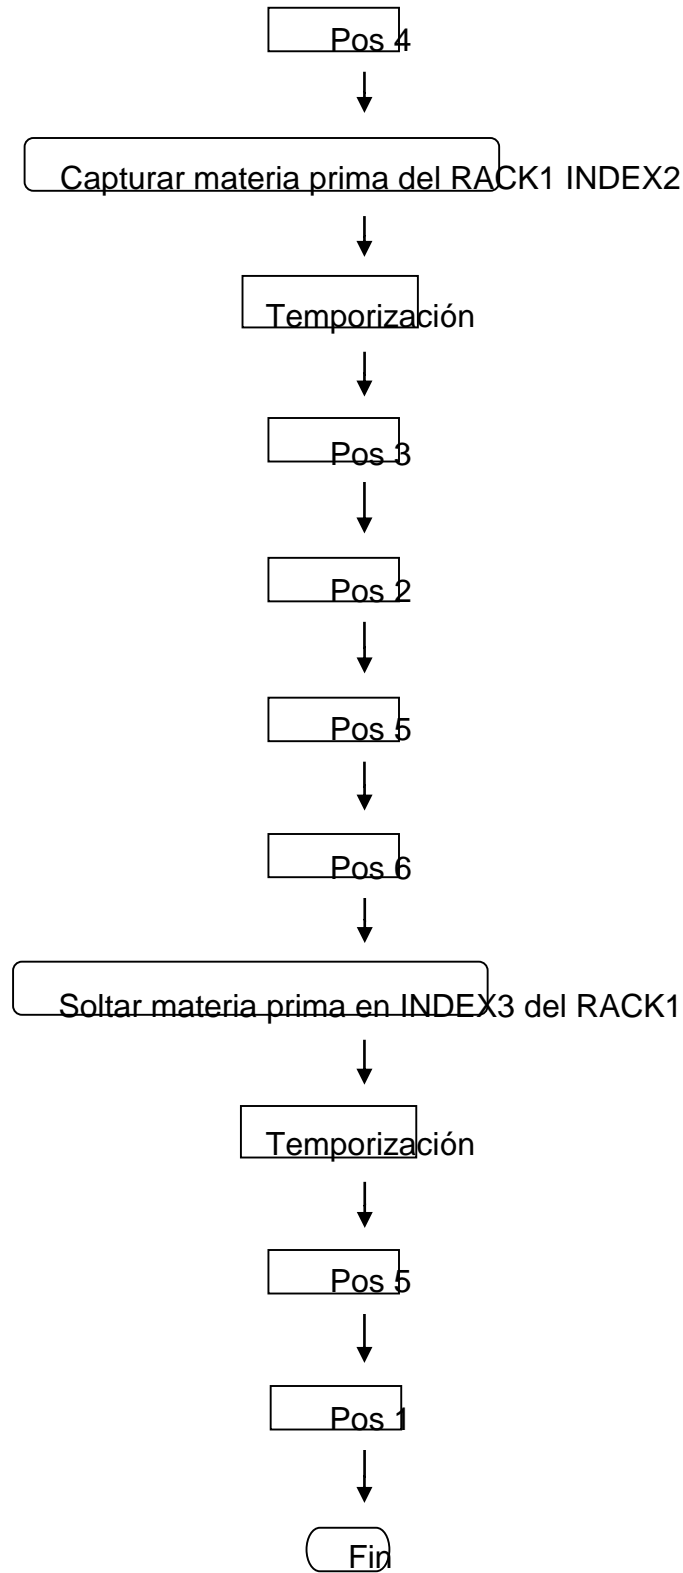 Pos 4
Capturar materia prima del RACK1 INDEX2
Temporización
Pos 3
Pos 2
Pos 5
Pos 6
Soltar materia prima en INDEX3 del RACK1
Temporización
Pos 5
Pos 1
Fin